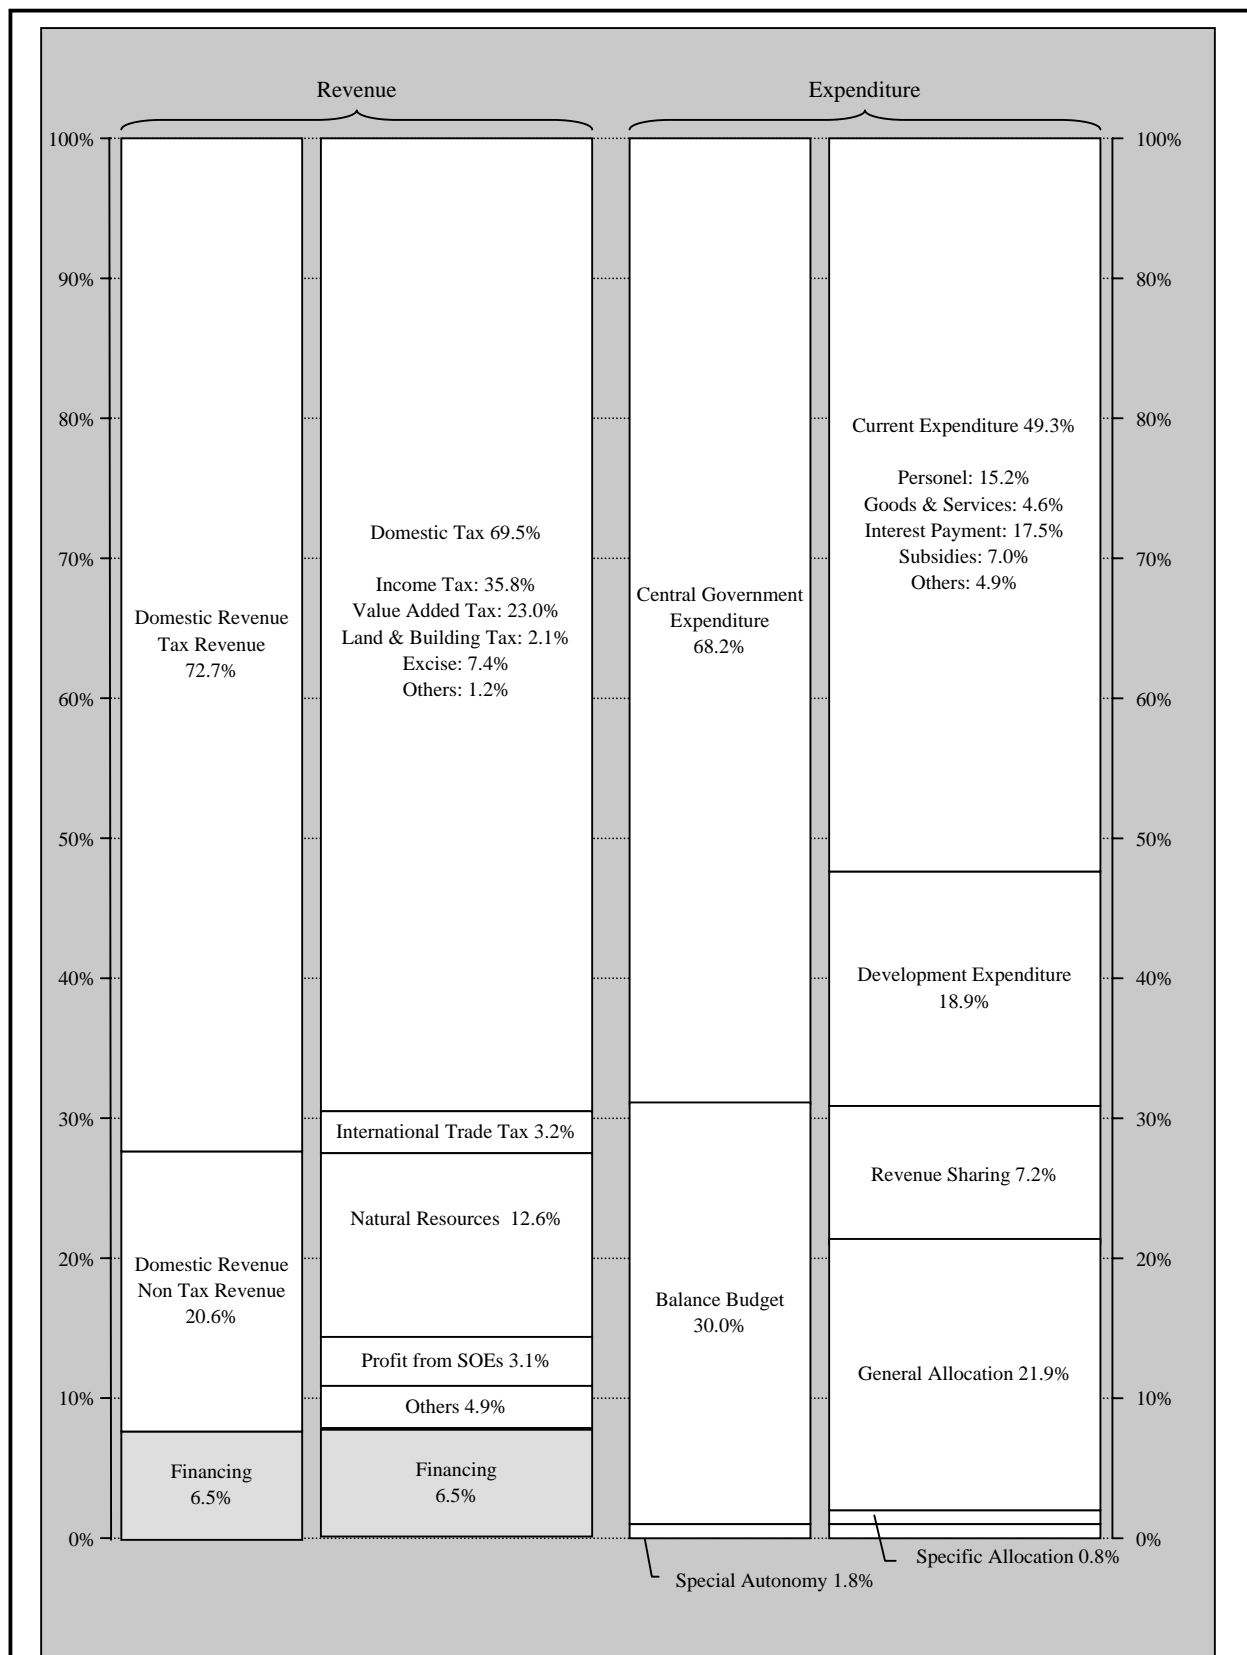 Revenue
Expenditure
100%
90%
80%
70%
60%
50%
40%
30%
20%
10%
0%
Domestic Revenue
Tax Revenue
72.7%
Domestic Revenue
Non Tax Revenue
20.6%
Financing
6.5%
Domestic Tax 69.5%
Income Tax: 35.8%
Value Added Tax: 23.0%
Land & Building Tax: 2.1%
Excise: 7.4%
Others: 1.2%
International Trade Tax 3.2%
Natural Resources 12.6%
Profit from SOEs 3.1%
Others 4.9%
Financing
6.5%
Central Government
Expenditure
68.2%
Balance Budget
30.0%
Special Autonomy 1.8%
Current Expenditure 49.3%
Personel: 15.2%
Goods & Services: 4.6%
Interest Payment: 17.5%
Subsidies: 7.0%
Others: 4.9%
Development Expenditure
18.9%
Revenue Sharing 7.2%
General Allocation 21.9%
Specific Allocation 0.8%
100%
80%
80%
70%
60%
50%
40%
30%
20%
10%
0%